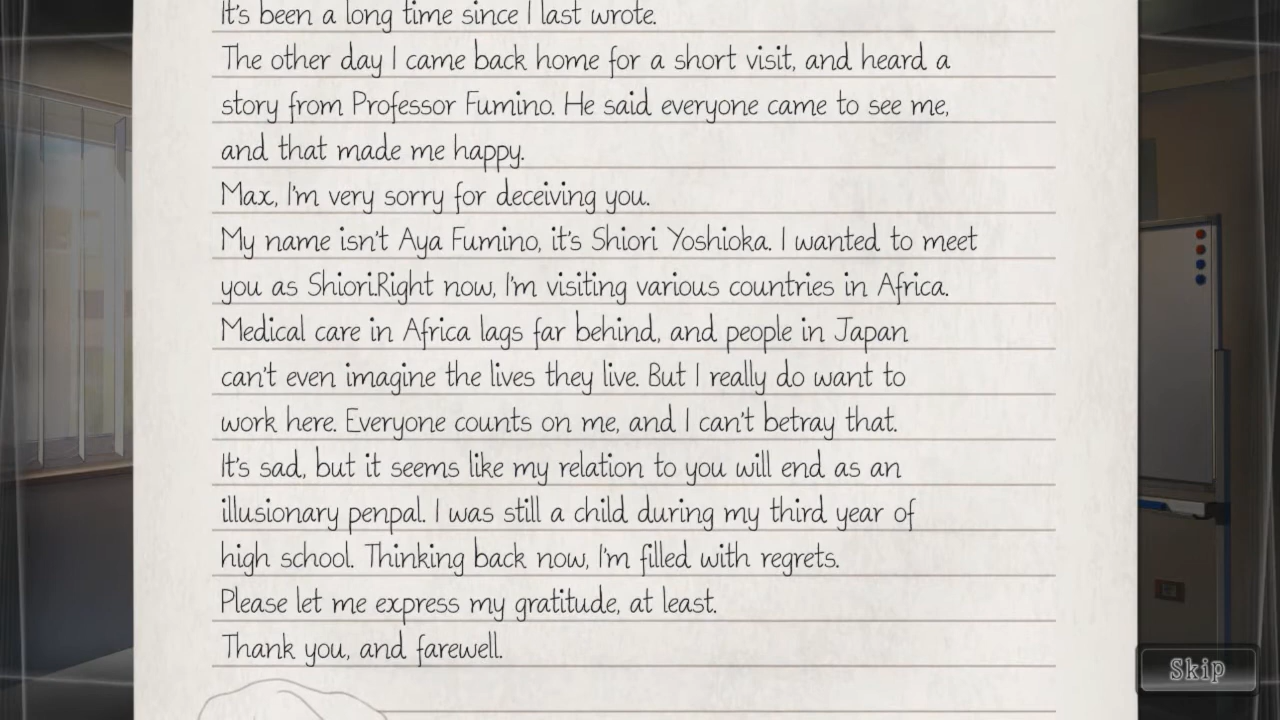 It's been a long time since I last wrote.
The other day I came back home for a short visit, and heard a
story from Professor Fumino. He said everyone came to see me,
and that made me happy.
Max, I'm very sorry for deceiving you.
My name isn't Aya Fumino, it's Shiori Yoshioka. I wanted to meet
you as Shiori.Right now, I'm visiting various countries in Africa.
Medical care in Africa lags far behind, and people in Japan
can't even imagine the lives they live. But I really do want to
work here. Everyone counts on me, and I can't betray that.
It's sad, but it seems like my relation to you will end as an
illusionary penpal. I was still a child during my third year of
high school. Thinking back now, I'm filled with regrets.
Please let me express my gratitude, at least.
Thank you, and farewell.
Skip